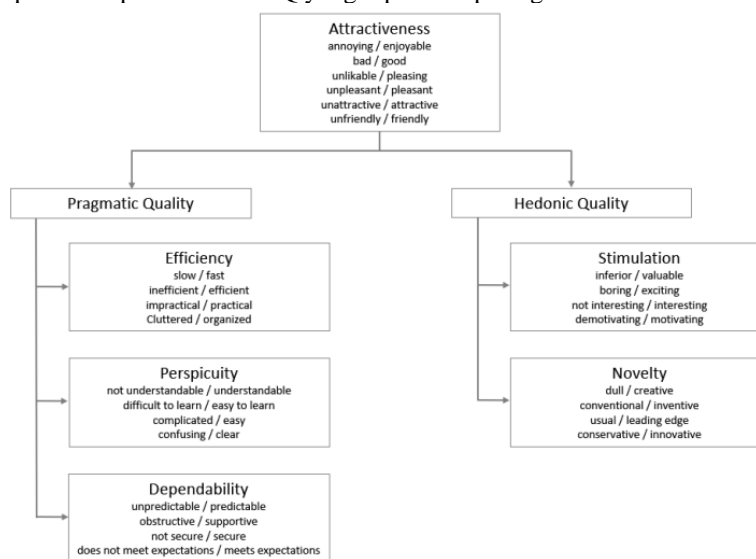 Attractiveness
annoying / enjoyable
bad / good
unlikable / pleasing
unpleasant / pleasant
unattractive / attractive
unfriendly / friendly
Pragmatic Quality
Hedonic Quality
Efficiency
slow / fast
inefficient / efficient
impractical / practical
Cluttered / organized
Stimulation
inferior / valuable
boring / exciting
not interesting / interesting
demotivating / motivating
Perspicuity
not understandable / understandable
difficult to learn / easy to learn
complicated / easy
confusing / clear
Novelty
dull / creative
conventional / inventive
usual / leading edge
conservative / innovative
Dependability
unpredictable / predictable
obstructive / supportive
not secure / secure
does not meet expectations / meets expectations